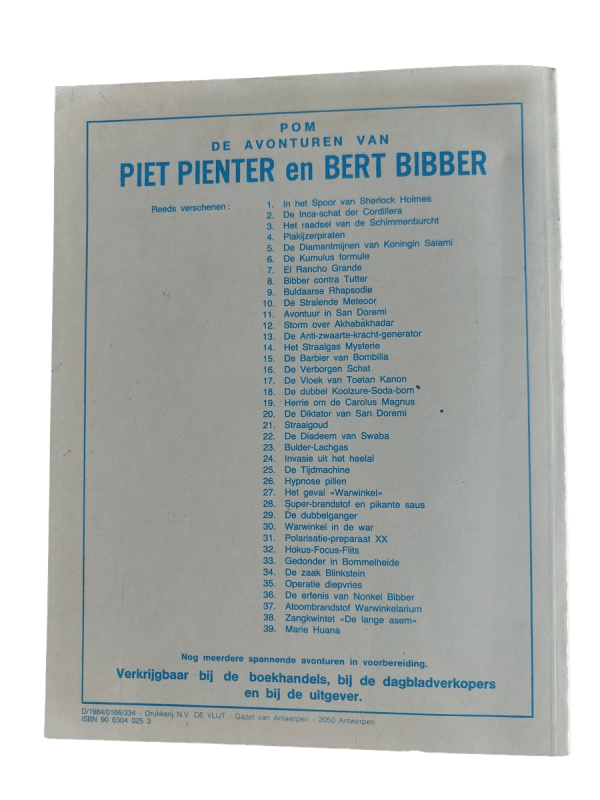 POM
DE AVONTUREN VAN
PIET PIENTER en BERT BIBBER
Reeds verschenen :
1. In het Spoor van Sherlock Holmes
2. De Inca-schat der Cordillera
3. Het raadsel van de Schimmenburcht
4. Plakijzerpiraten
5. De Diamantmijnen van Koningin Salami
6. De Kumulus formule
7. El Rancho Grande
8. Bibber contra Tutter
9. Buldaarse Rhapsodie
10. De Stralende Meteoor
11. Avontuur in San Doremi
12. Storm over Akhabâkhadar
13. De Anti-zwaarte-kracht-generator
14. Het Straalgas Mysterie
15. De Barbier van Bombilla
16. De Verborgen Schat
17. De Vloek van Toetan Kanon
18. De dubbel Koolzure-Soda-bom
19. Herrie om de Carolus Magnus
20. De Diktator van San Doremi
21. Straalgoud
22. De Diadeem van Swaba
23. Bulder-Lachgas
24. Invasie uit het heelal
25. De Tijdmachine
26. Hypnose pillen
27. Het geval «Warwinkel»
28. Super-brandstof en pikante saus
29. De dubbelganger
30. Warwinkel in de war
31. Polarisatie-preparaat XX
32. Hokus-Focus-Flits
33. Gedonder in Bommelheide
34. De zaak Blinkstein
35. Operatie diepvries
36. De erfenis van Nonkel Bibber
37. Atoombrandstof Warwinkelarium
38. Zangkwintet «De lange asem»
39. Marie Huana
Nog meerdere spannende avonturen in voorbereiding.
Verkrijgbaar bij de boekhandels, bij de dagbladverkopers
en bij de uitgever.
D/1984/0166/334 - Drukkerij N.V. DE VLIJT - Gazet van Antwerpen - 2050 Antwerpen
ISBN 90 6304 025 3